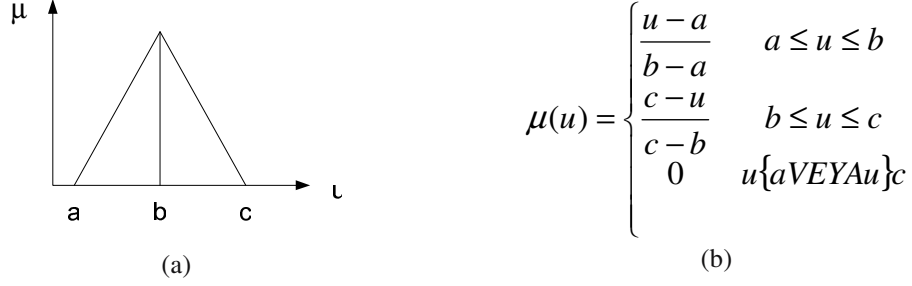 μ
u
a b c
(a)
μ(u) =
u − a / b − a    a ≤ u ≤ b
c − u / c − b    b ≤ u ≤ c
0    u{aVEYAu}c
(b)